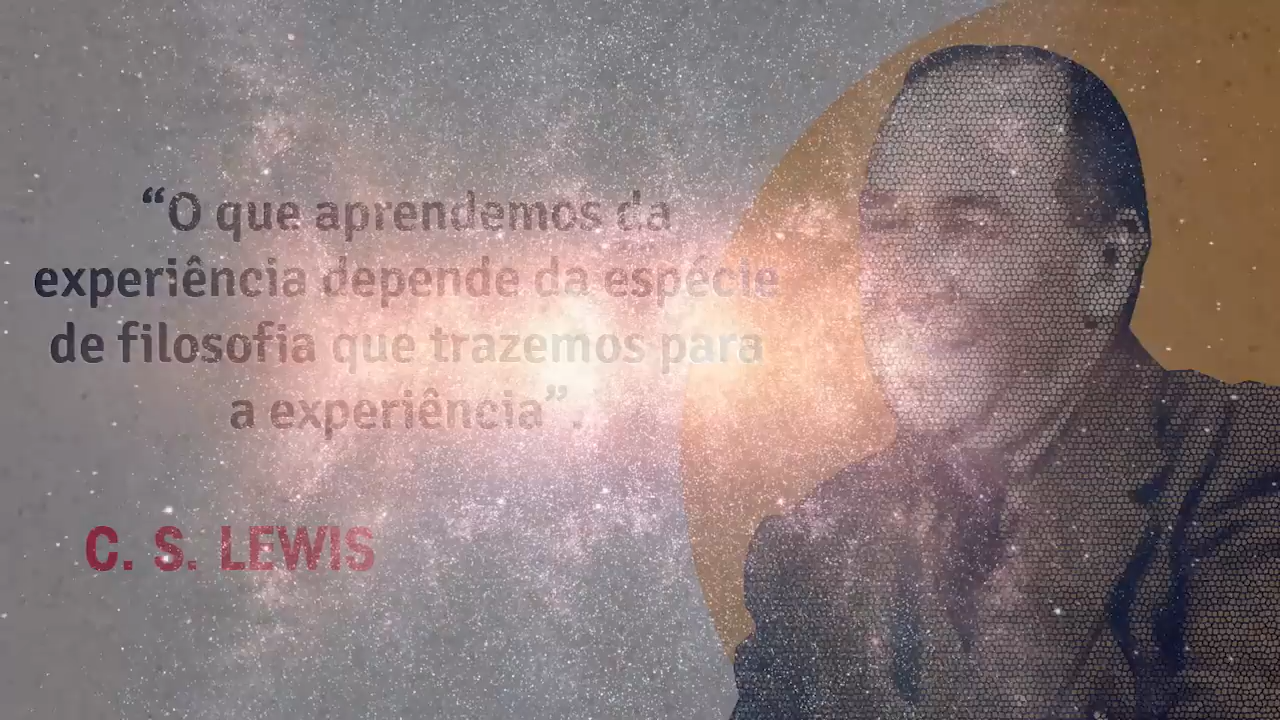 “O que aprendemos da
experiência depende da espécie
de filosofia que trazemos para
a experiência”.
C. S. LEWIS